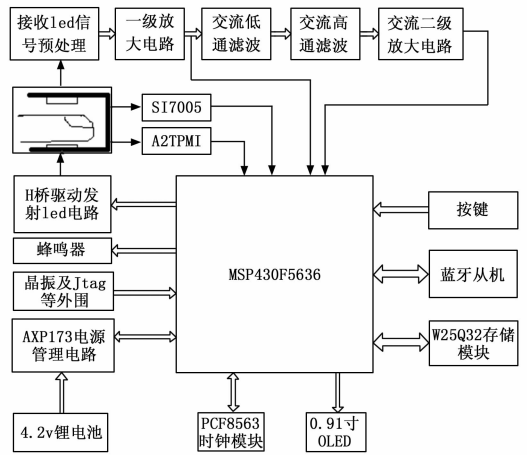 接收led信
号预处理
一级放
大电路
交流低
通滤波
交流高
通滤波
交流二级
放大电路
SI7005
A2TPMI
H桥驱动发
射led电路
蜂鸣器
晶振及Jtag
等外围
AXP173电源
管理电路
4.2v锂电池
MSP430F5636
按键
蓝牙从机
W25Q32存储
模块
PCF8563
时钟模块
0.91寸
OLED